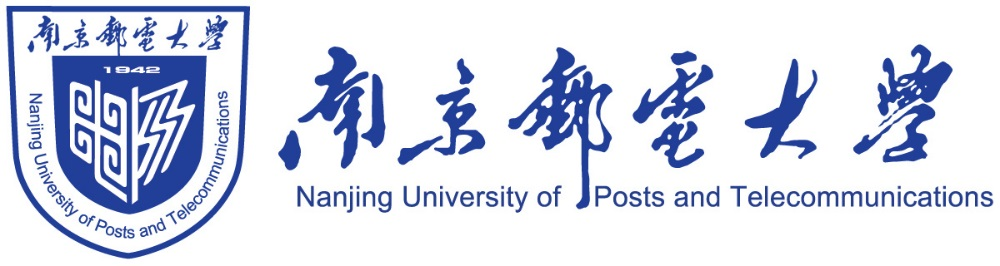 南京郵電大學
1942
Nanjing University of Posts and Telecommunications
南京郵電大學
Nanjing University of Posts and Telecommunications